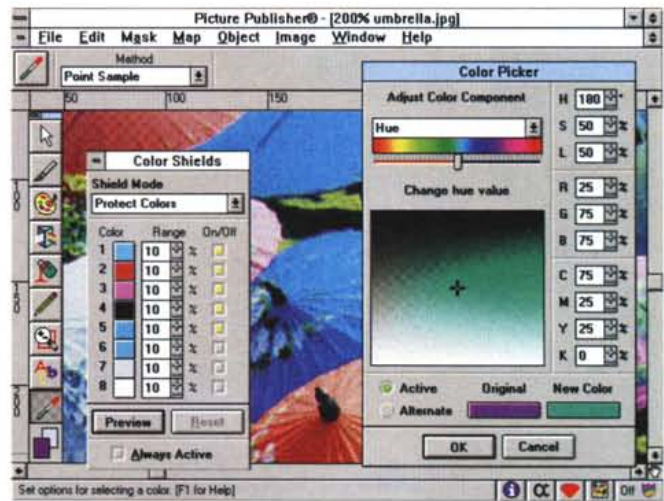 Picture Publisher® - [200% umbrella.jpg]
File Edit Mask Map Object Image Window Help
Method
Point Sample
50 100 150
Color Shields
Shield Mode
Protect Colors
Color Range On/Off
1 10 %
2 10 %
3 10 %
4 10 %
5 10 %
6 10 %
7 10 %
8 10 %
Preview Reset
Always Active
100
150
200
Color Picker
Adjust Color Component
Hue
Change hue value
H 180 °
S 50 %
L 50 %
R 25 %
G 75 %
B 75 %
C 75 %
M 25 %
Y 25 %
K 0 %
Active Original New Color
Alternate
OK Cancel
Set options for selecting a color. [F1 for Help]
Off